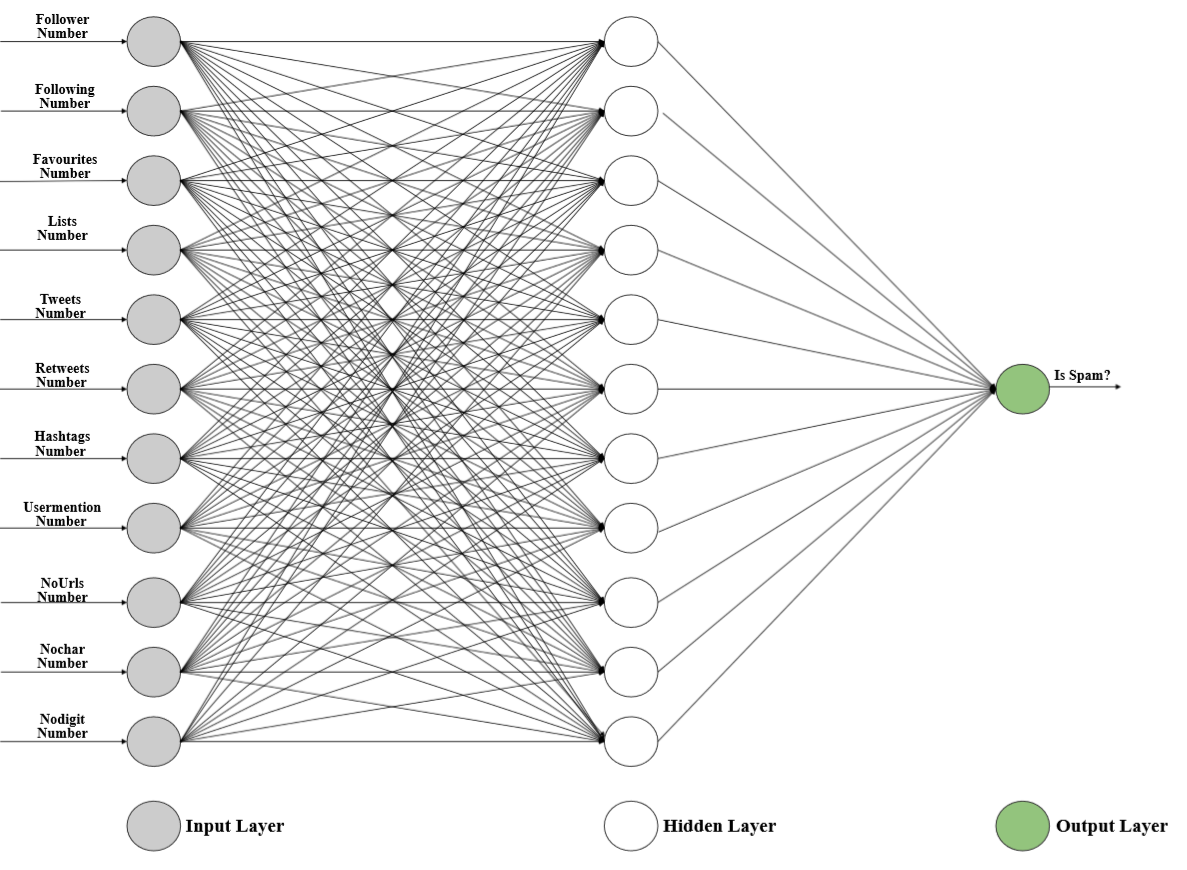 Follower
Number
Following
Number
Favourites
Number
Lists
Number
Tweets
Number
Retweets
Number
Hashtags
Number
Usermention
Number
NoUrls
Number
Nochar
Number
Nodigit
Number
Is Spam?
Input Layer
Hidden Layer
Output Layer